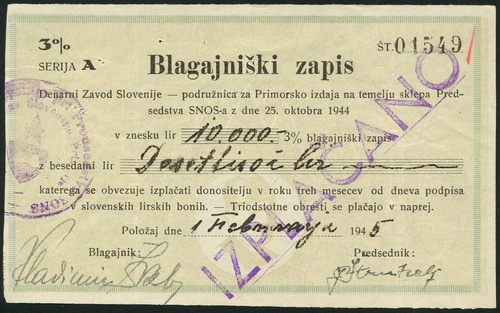 3%
ŠT. 01549
SERIJA A
Blagajniški zapis
Denarni Zavod Slovenije — podružnica za Primorsko izdaja na temelju sklepa Pred-
sedstva SNOS-a z dne 25. oktobra 1944
v znesku lir 10.000.- 3% blagajniški zapis
z besedami lir Desettisoč lir
katerega se obvezuje izplačati donositelju v roku treh mesecev od dneva podpisa
v slovenskih lirskih bonih. — Triodstotne obresti se plačajo v naprej.
Položaj dne 1 Februarja 1945
Blagajnik: Predsednik:
Vladimir
IZPLAČANO